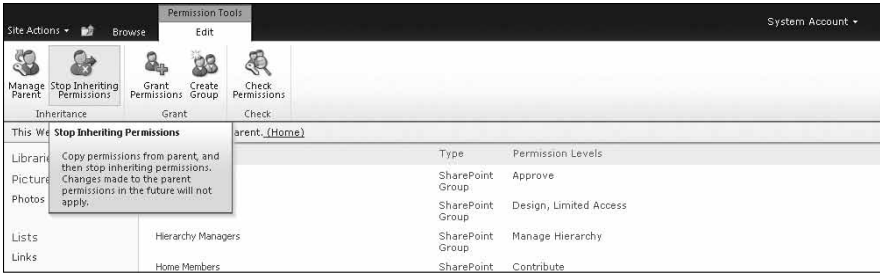 Permission Tools
Site Actions Browse Edit System Account
Manage Parent Stop Inheriting Permissions Grant Permissions Create Group Check Permissions
Inheritance Grant Check
This We arent. (Home)
Stop Inheriting Permissions
Copy permissions from parent, and
then stop inheriting permissions.
Changes made to the parent
permissions in the future will not
apply.
Librari
Picture
Photos
Lists
Links
Type Permission Levels
SharePoint Group Approve
SharePoint Group Design, Limited Access
Hierarchy Managers SharePoint Group Manage Hierarchy
Home Members SharePoint Contribute